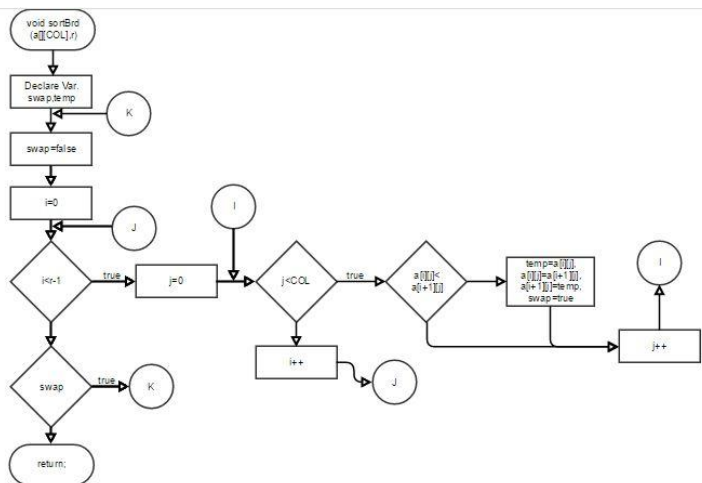 void sortBrd
(a[][COL],r)
Declare Var.
swap,temp
K
swap=false
i=0
J
I
i<r-1
true
j=0
j<COL
true
a[i][j]<
a[i+1][j]
temp=a[i][j],
a[i][j]=a[i+1][j],
a[i+1][j]=temp,
swap=true
I
j++
i++
J
swap
true
K
return;